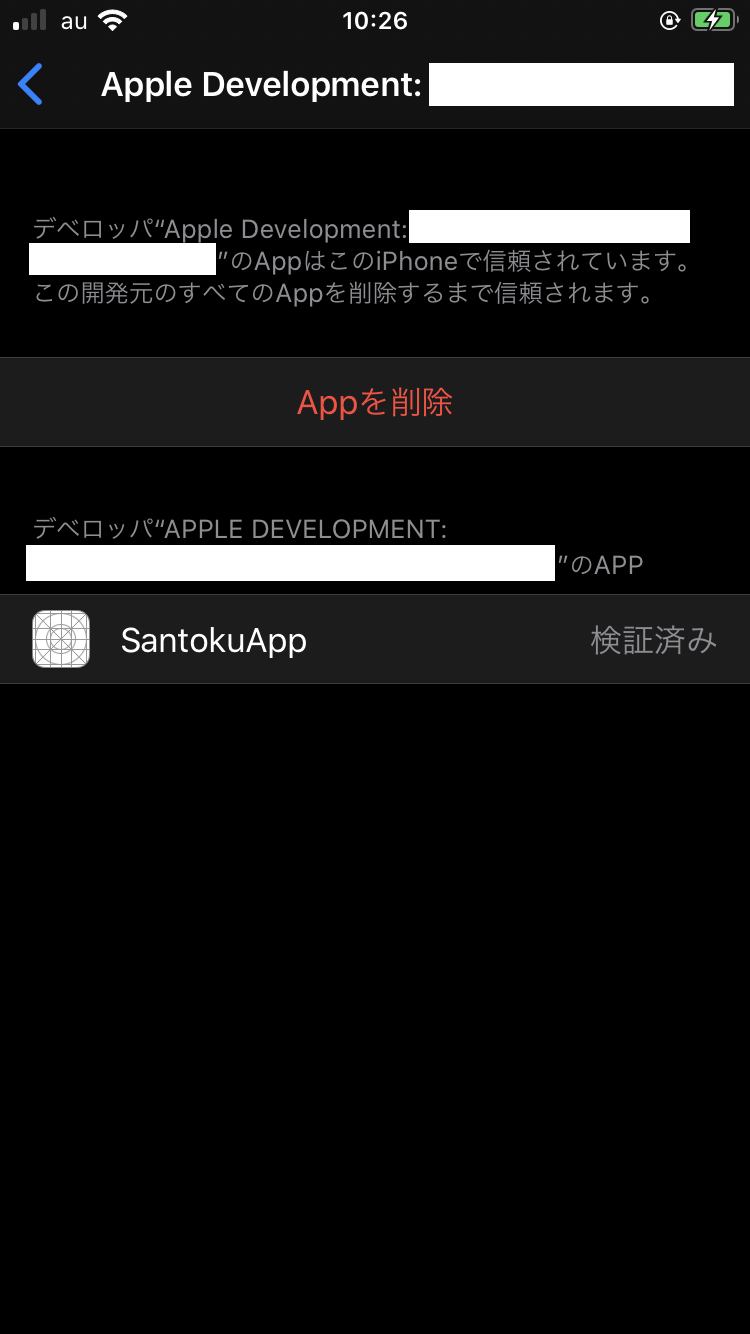 au 10:26
Apple Development:
デベロッパ“Apple Development:
”のAppはこのiPhoneで信頼されています。
この開発元のすべてのAppを削除するまで信頼されます。
Appを削除
デベロッパ“APPLE DEVELOPMENT:
”のAPP
SantokuApp 検証済み